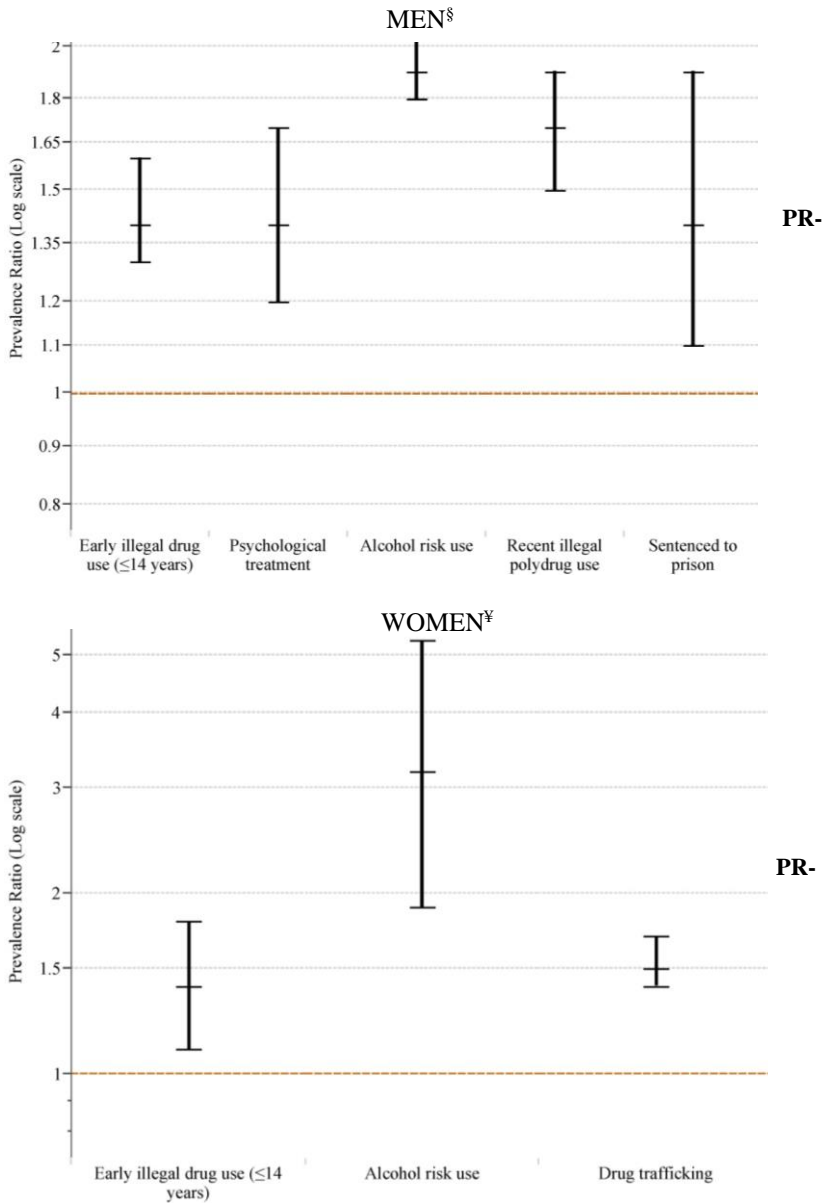 MEN§
2
1.8
1.65
1.5
1.35
1.2
1.1
1
0.9
0.8
Prevalence Ratio (Log scale)
PR-
Early illegal drug
use (≤14 years)
Psychological
treatment
Alcohol risk use
Recent illegal
polydrug use
Sentenced to
prison
WOMEN¥
5
4
3
2
1.5
1
Prevalence Ratio (Log scale)
PR-
Early illegal drug use (≤14
years)
Alcohol risk use
Drug trafficking